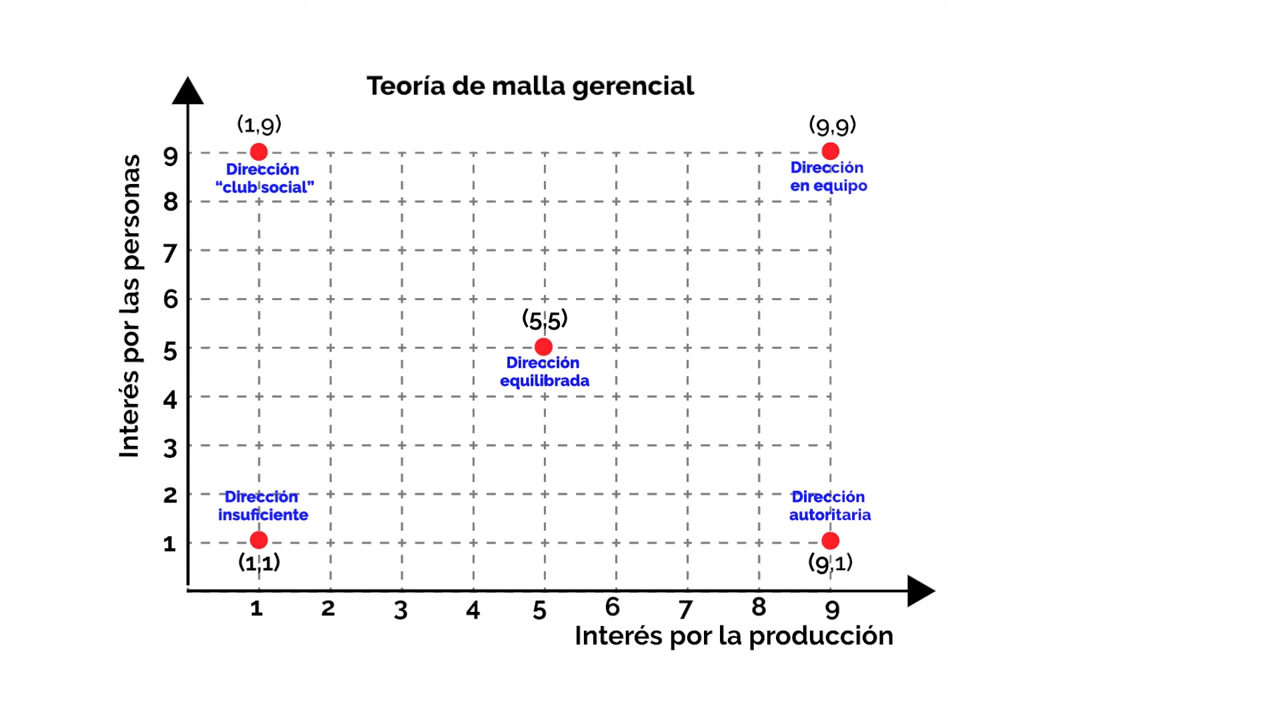 Teoría de malla gerencial
(1,9)
(9,9)
9
Dirección
“club social”
Dirección
en equipo
8
7
6
(5,5)
5
Dirección
equilibrada
4
3
2
Dirección
insuficiente
Dirección
autoritaria
1
(1,1)
(9,1)
Interés por las personas
1 2 3 4 5 6 7 8 9
Interés por la producción